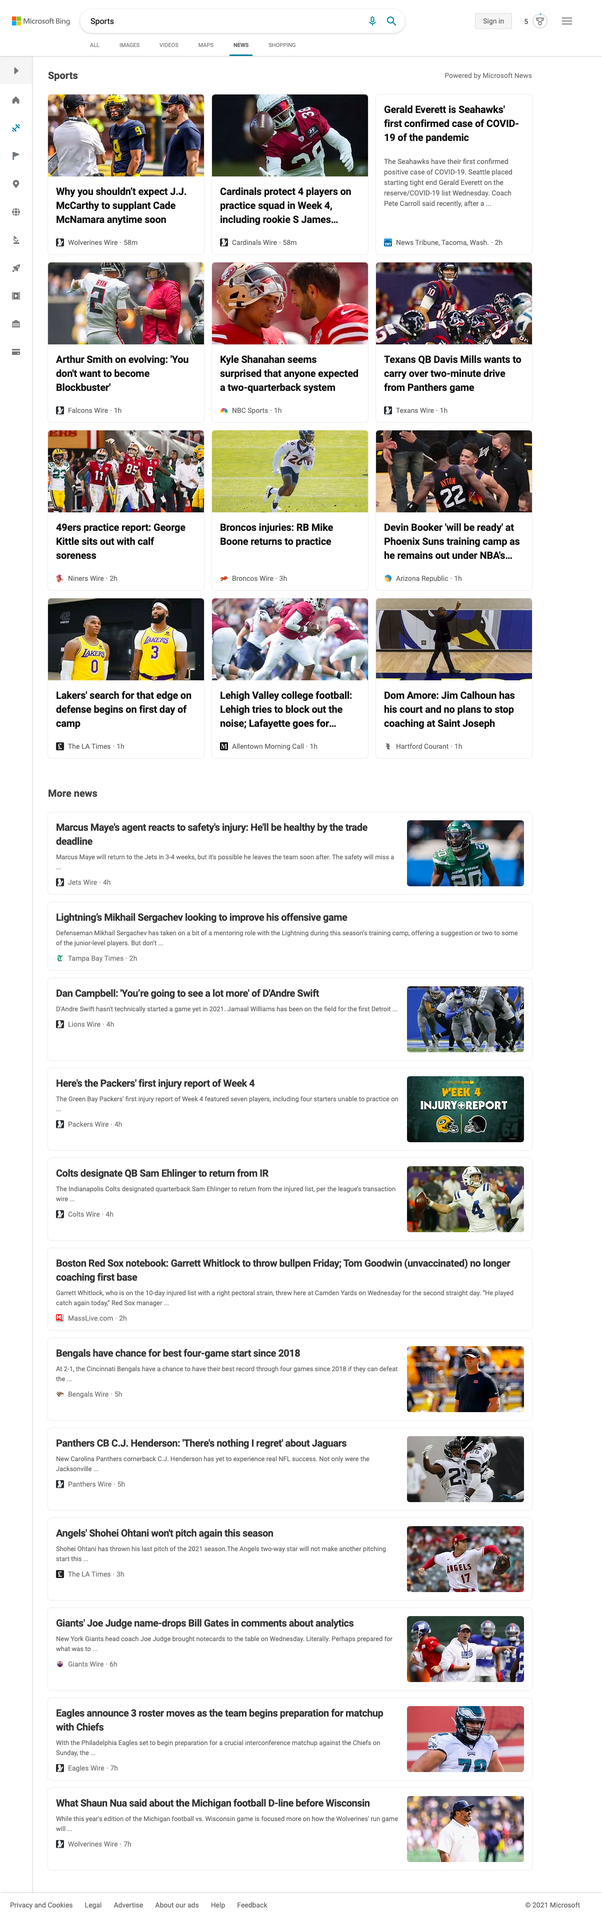 Microsoft Bing
Sports
Sign in
5
ALL IMAGES VIDEOS MAPS NEWS SHOPPING
Sports
Powered by Microsoft News
Why you shouldn't expect J.J.
McCarthy to supplant Cade
McNamara anytime soon
Wolverines Wire · 58m
Cardinals protect 4 players on
practice squad in Week 4,
including rookie S James...
Cardinals Wire · 58m
Gerald Everett is Seahawks'
first confirmed case of COVID-
19 of the pandemic
The Seahawks have their first confirmed
positive case of COVID-19. Seattle placed
starting tight end Gerald Everett on the
reserve/COVID-19 list Wednesday. Coach
Pete Carroll said recently, after a ...
News Tribune, Tacoma, Wash. · 2h
Arthur Smith on evolving: 'You
don't want to become
Blockbuster'
Falcons Wire · 1h
Kyle Shanahan seems
surprised that anyone expected
a two-quarterback system
NBC Sports · 1h
Texans QB Davis Mills wants to
carry over two-minute drive
from Panthers game
Texans Wire · 1h
49ers practice report: George
Kittle sits out with calf
soreness
Niners Wire · 2h
Broncos injuries: RB Mike
Boone returns to practice
Broncos Wire · 3h
Devin Booker 'will be ready' at
Phoenix Suns training camp as
he remains out under NBA's...
Arizona Republic · 1h
Lakers' search for that edge on
defense begins on first day of
camp
The LA Times · 1h
Lehigh Valley college football:
Lehigh tries to block out the
noise; Lafayette goes for...
Allentown Morning Call · 1h
Dom Amore: Jim Calhoun has
his court and no plans to stop
coaching at Saint Joseph
Hartford Courant · 1h
More news
Marcus Maye's agent reacts to safety's injury: He'll be healthy by the trade
deadline
Marcus Maye will return to the Jets in 3-4 weeks, but it's possible he leaves the team soon after. The safety will miss a
...
Jets Wire · 4h
Lightning's Mikhail Sergachev looking to improve his offensive game
Defenseman Mikhail Sergachev has taken on a bit of a mentoring role with the Lightning during this season's training camp, offering a suggestion or two to some
of the junior-level players. But don't ...
Tampa Bay Times · 2h
Dan Campbell: 'You're going to see a lot more' of D'Andre Swift
D'Andre Swift hasn't technically started a game yet in 2021. Jamaal Williams has been on the field for the first Detroit ...
Lions Wire · 4h
Here's the Packers' first injury report of Week 4
The Green Bay Packers' first injury report of Week 4 featured seven players, including four starters unable to practice on
...
Packers Wire · 4h
WEEK 4
INJURY REPORT
Colts designate QB Sam Ehlinger to return from IR
The Indianapolis Colts designated quarterback Sam Ehlinger to return from the injured list, per the league's transaction
wire ...
Colts Wire · 4h
Boston Red Sox notebook: Garrett Whitlock to throw bullpen Friday; Tom Goodwin (unvaccinated) no longer
coaching first base
Garrett Whitlock, who is on the 10-day injured list with a right pectoral strain, threw here at Camden Yards on Wednesday for the second straight day. "He played
catch again today," Red Sox manager ...
MassLive.com · 2h
Bengals have chance for best four-game start since 2018
At 2-1, the Cincinnati Bengals have a chance to have their best record through four games since 2018 if they can defeat
the ...
Bengals Wire · 5h
Panthers CB C.J. Henderson: 'There's nothing I regret' about Jaguars
New Carolina Panthers cornerback C.J. Henderson has yet to experience real NFL success. Not only were the
Jacksonville ...
Panthers Wire · 5h
Angels' Shohei Ohtani won't pitch again this season
Shohei Ohtani has thrown his last pitch of the 2021 season.The Angels two-way star will not make another pitching
start this ...
The LA Times · 3h
Giants' Joe Judge name-drops Bill Gates in comments about analytics
New York Giants head coach Joe Judge brought notecards to the table on Wednesday. Literally. Perhaps prepared for
what was to ...
Giants Wire · 6h
Eagles announce 3 roster moves as the team begins preparation for matchup
with Chiefs
With the Philadelphia Eagles set to begin preparation for a crucial interconference matchup against the Chiefs on
Sunday, the ...
Eagles Wire · 7h
What Shaun Nua said about the Michigan football D-line before Wisconsin
While this year's edition of the Michigan football vs. Wisconsin game is focused more on how the Wolverines' run game
will ...
Wolverines Wire · 7h
Privacy and Cookies Legal Advertise About our ads Help Feedback
© 2021 Microsoft